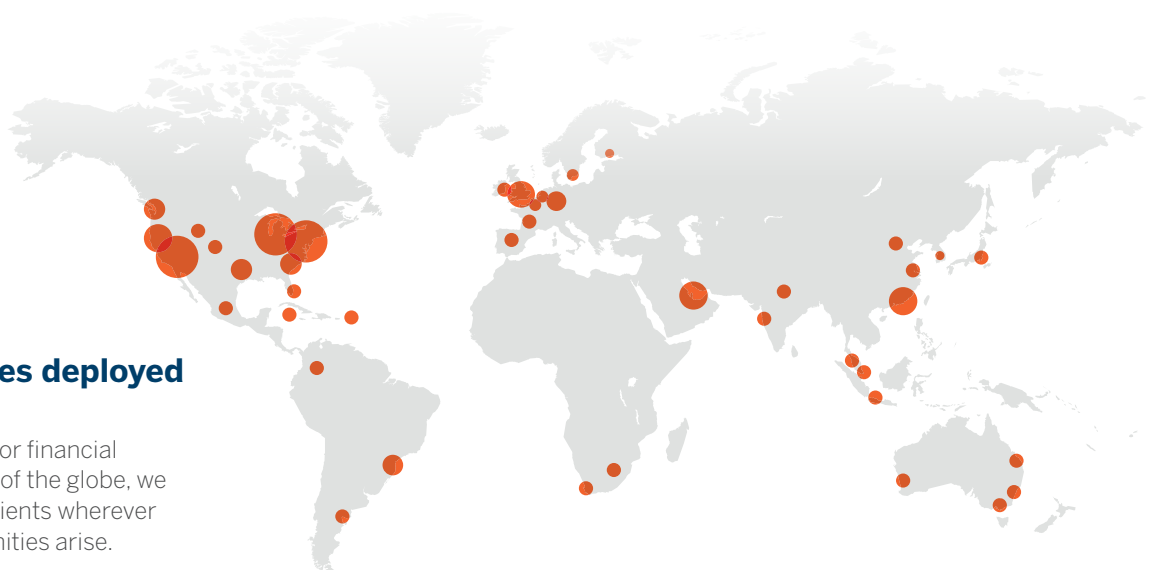 es deployed
or financial
of the globe, we
ients wherever
nities arise.